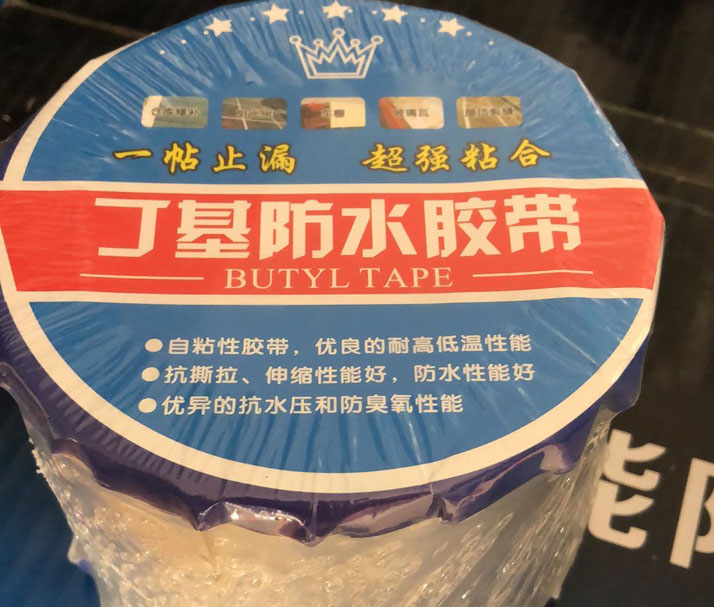 一帖止漏 超强粘合
丁基防水胶带
BUTYL TAPE
自粘性胶带，优良的耐高低温性能
抗撕拉、伸缩性能好，防水性能好
优异的抗水压和防臭氧性能
能防